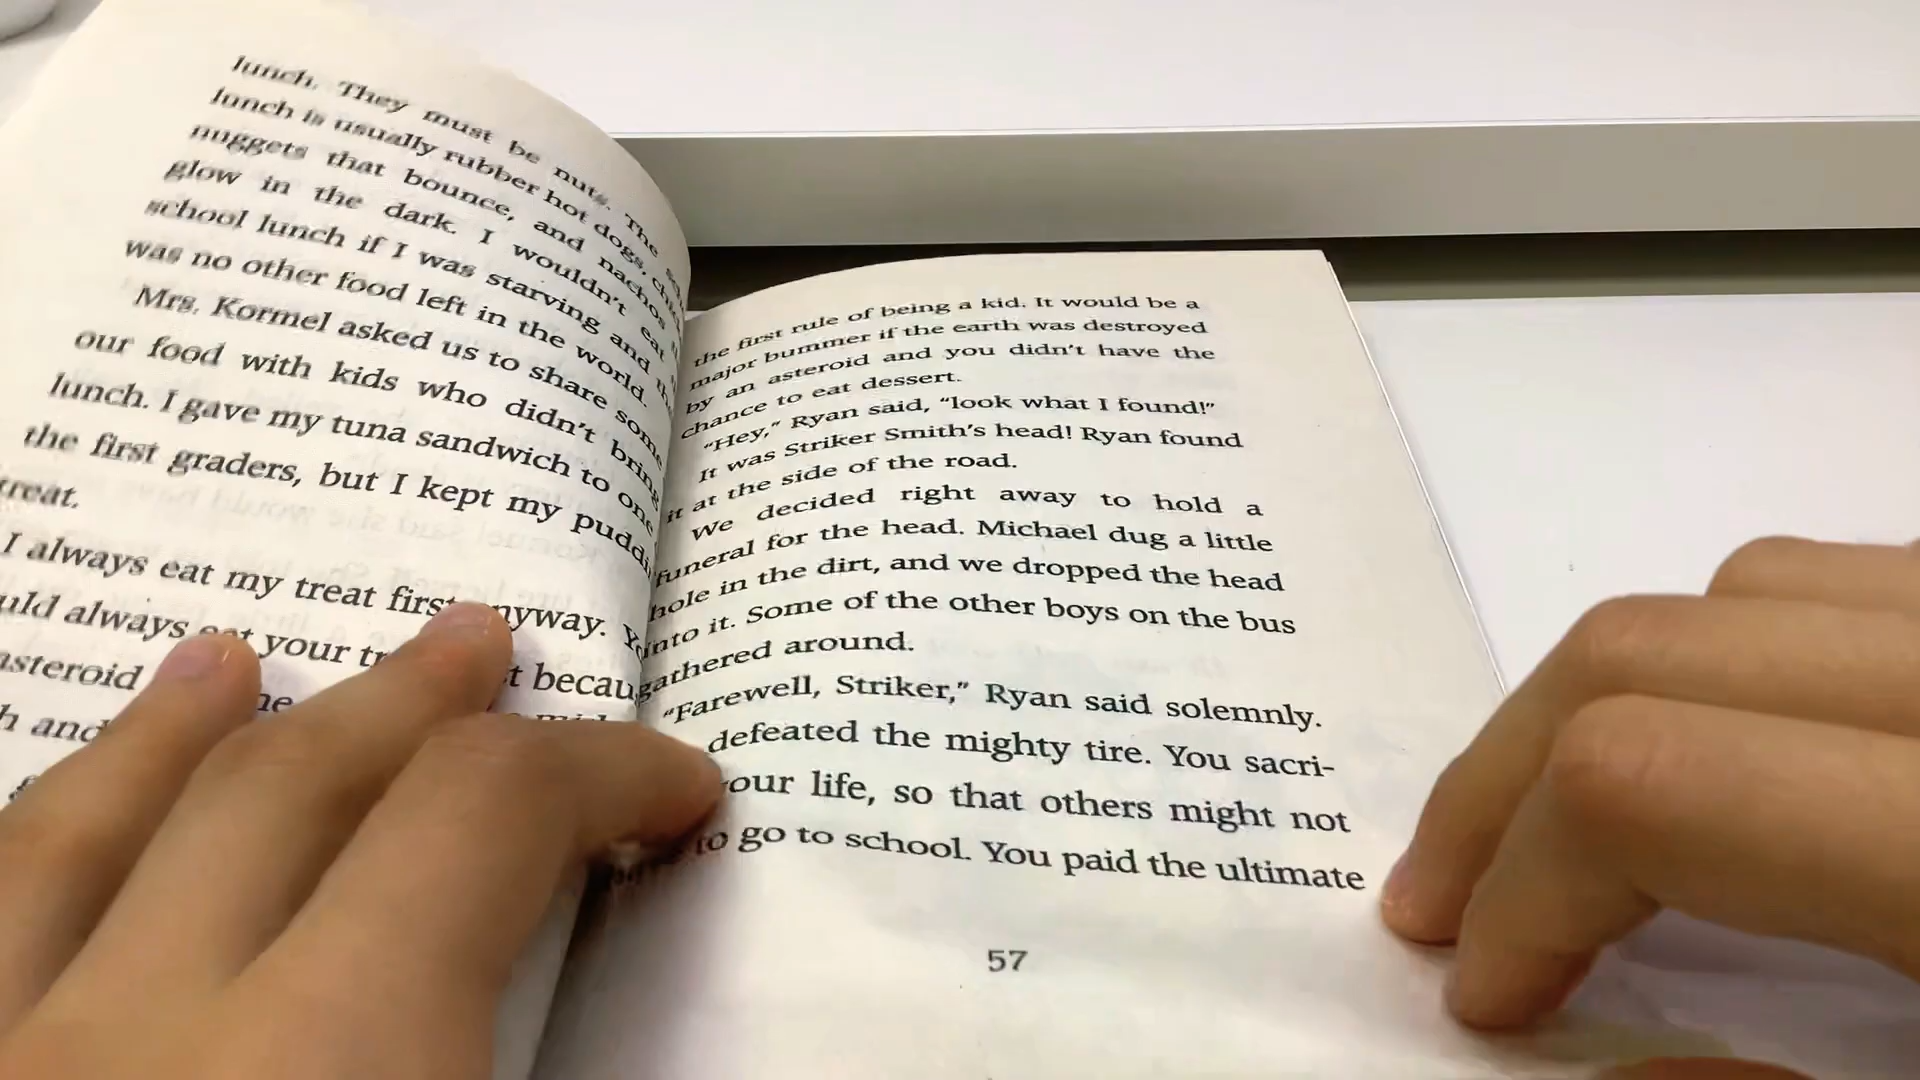 lunch. They must be nuts. The
lunch is usually rubber hot dogs,
nuggets that bounce, and nachos
glow in the dark. I wouldn't eat
school lunch if I was starving and
was no other food left in the world.
Mrs. Kormel asked us to share some
our food with kids who didn't bring
lunch. I gave my tuna sandwich to one
the first graders, but I kept my puddi
treat.
I always eat my treat first nyway.
uld always eat your tr t becau
asteroid
h and
the first rule of being a kid. It would be a
major bummer if the earth was destroyed
by an asteroid and you didn't have the
chance to eat dessert.
“Hey,” Ryan said, “look what I found!”
It was Striker Smith's head! Ryan found
it at the side of the road.
We decided right away to hold a
funeral for the head. Michael dug a little
hole in the dirt, and we dropped the head
into it. Some of the other boys on the bus
gathered around.
“Farewell, Striker,” Ryan said solemnly.
defeated the mighty tire. You sacri-
our life, so that others might not
to go to school. You paid the ultimate
57